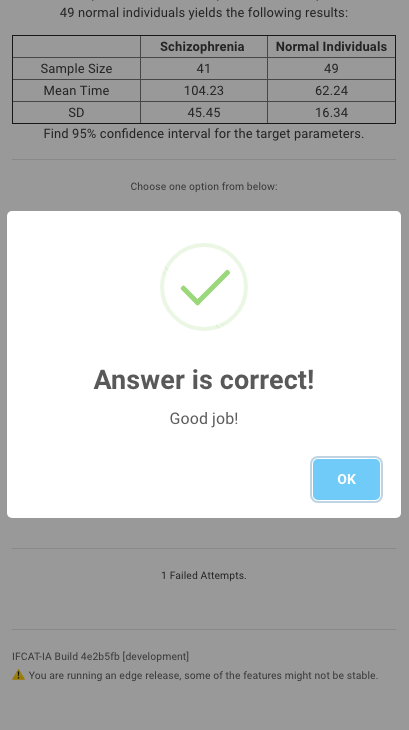 49 normal individuals yields the following results:
Schizophrenia Normal Individuals
Sample Size 41 49
Mean Time 104.23 62.24
SD 45.45 16.34
Find 95% confidence interval for the target parameters.
Choose one option from below:
Answer is correct!
Good job!
OK
1 Failed Attempts.
IFCAT-IA Build 4e2b5fb [development]
⚠️ You are running an edge release, some of the features might not be stable.